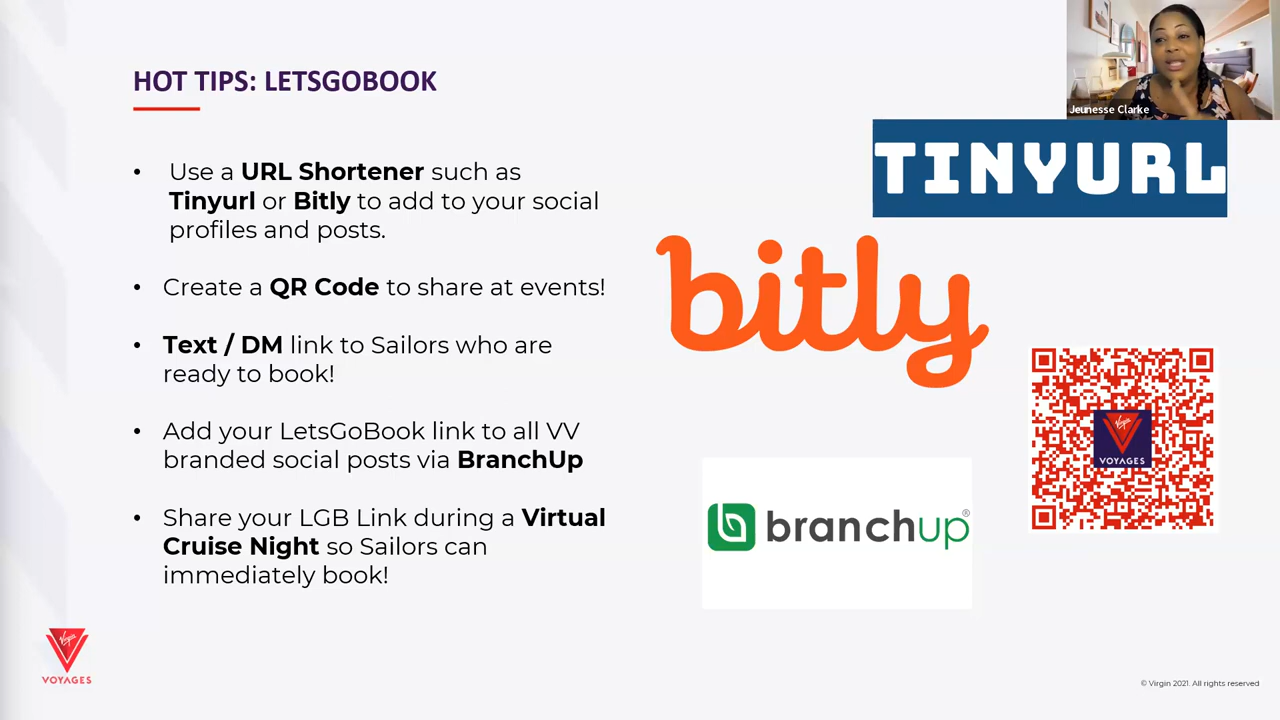 HOT TIPS: LETSGOBOOK
Jeunesse Clarke
TINYURL
• Use a URL Shortener such as
Tinyurl or Bitly to add to your social
profiles and posts.
• Create a QR Code to share at events!
• Text / DM link to Sailors who are
ready to book!
• Add your LetsGoBook link to all VV
branded social posts via BranchUp
• Share your LGB Link during a Virtual
Cruise Night so Sailors can
immediately book!
bitly
Virgin
VOYAGES
branchup®
Virgin
VOYAGES
© Virgin 2021. All rights reserved